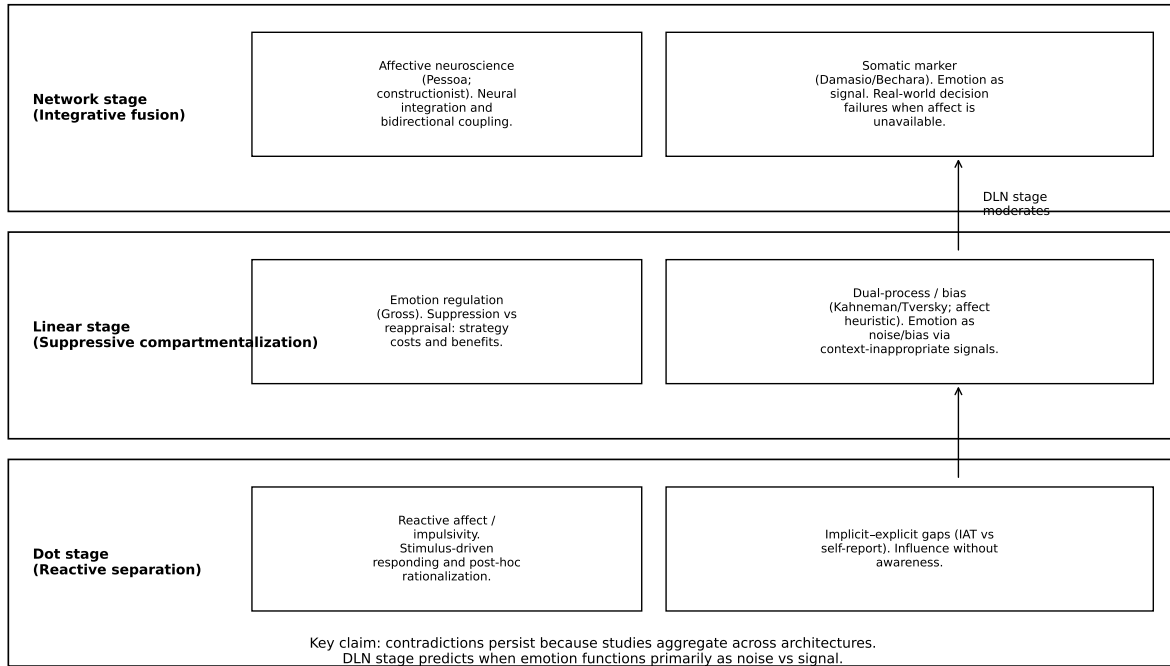 Network stage
(Integrative fusion)
Affective neuroscience
(Pessoa;
constructionist). Neural
integration and
bidirectional coupling.
Somatic marker
(Damasio/Bechara). Emotion as
signal. Real-world decision
failures when affect is
unavailable.
DLN stage
moderates
Linear stage
(Suppressive compartmentalization)
Emotion regulation
(Gross). Suppression vs
reappraisal: strategy
costs and benefits.
Dual-process / bias
(Kahneman/Tversky; affect
heuristic). Emotion as
noise/bias via
context-inappropriate signals.
Dot stage
(Reactive separation)
Reactive affect /
impulsivity.
Stimulus-driven
responding and post-hoc
rationalization.
Implicit–explicit gaps (IAT vs
self-report). Influence without
awareness.
Key claim: contradictions persist because studies aggregate across architectures.
DLN stage predicts when emotion functions primarily as noise vs signal.